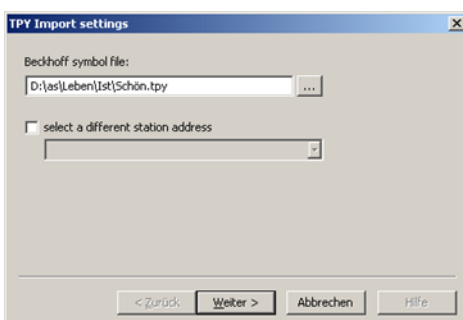 TPY Import settings
Beckhoff symbol file:
D:\as\Leben\Ist\Schön.tpy
...
select a different station address
< Zurück
Weiter >
Abbrechen
Hilfe